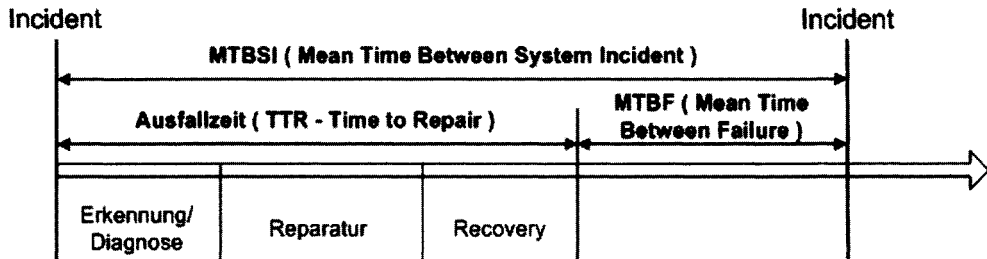 Incident
Incident
MTBSI ( Mean Time Between System Incident )
Ausfallzeit ( TTR - Time to Repair )
MTBF ( Mean Time
Between Failure )
Erkennung/
Diagnose
Reparatur
Recovery